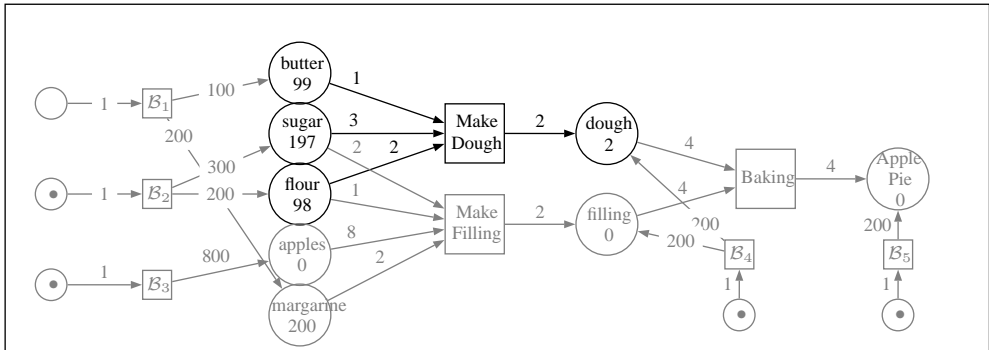 butter
99
1
1
B1
100
200
sugar
197
3
2
2
Make
Dough
2
dough
2
4
Baking
4
Apple
Pie
0
1
B2
300
200
flour
98
1
4
200
200
200
1
B3
800
apples
0
8
2
Make
Filling
2
filling
0
margarine
200
B4
1
B5
1